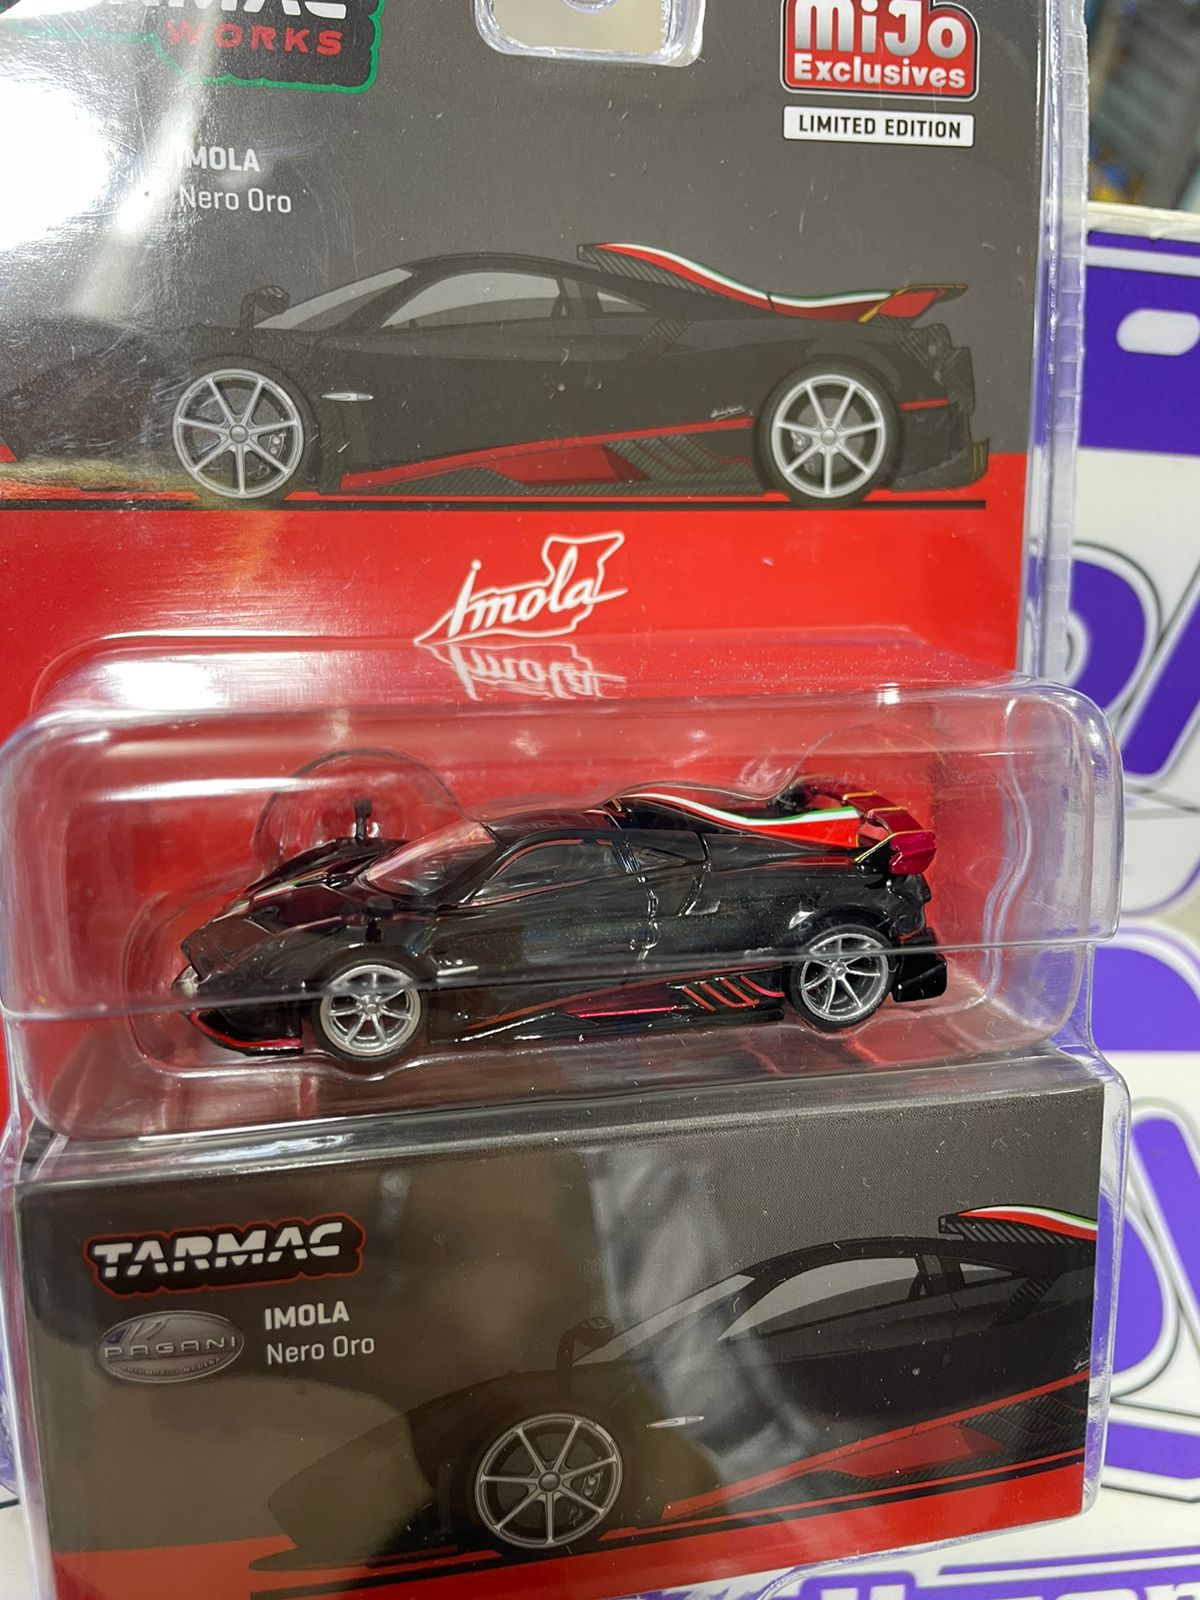 WORKS
MiJo
Exclusives
LIMITED EDITION
IMOLA
Nero Oro
Imola
TARMAC
PAGANI
IMOLA
Nero Oro